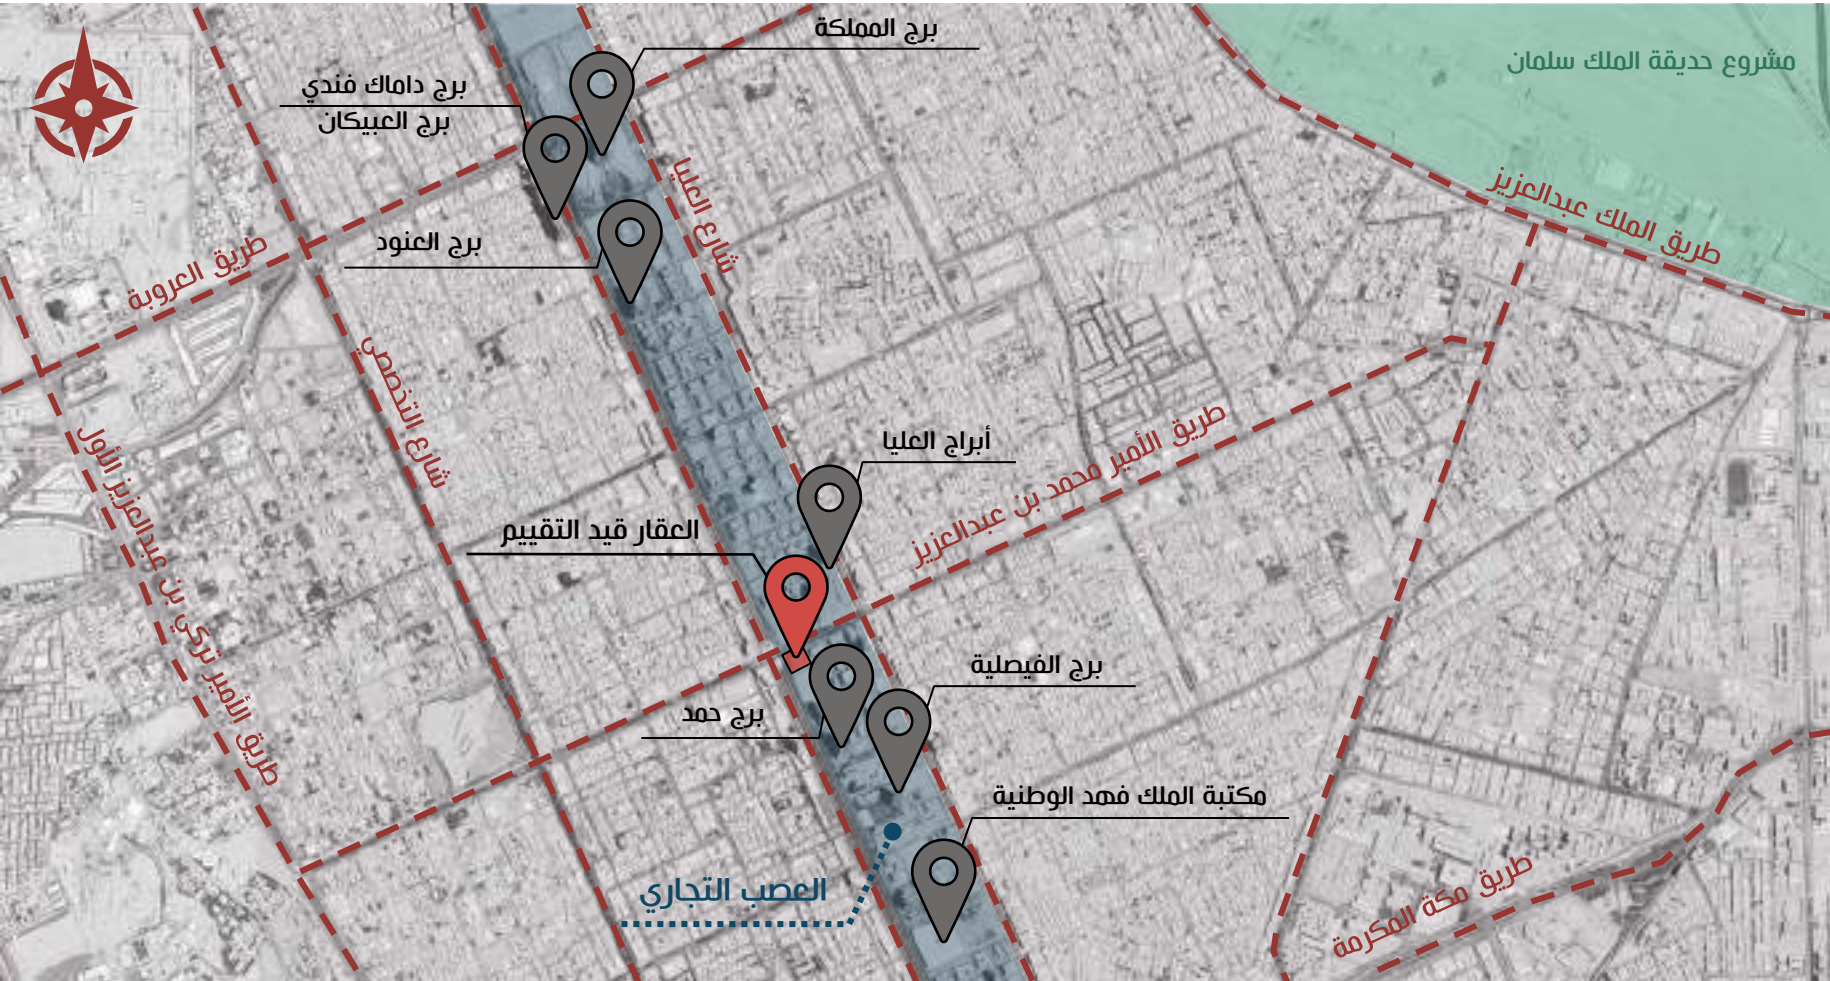 برج المملكة
مشروع حديقة الملك سلمان
برج داماك فندي
برج العبيكان
شارع العليا
طريق الملك عبدالعزيز
برج العنود
طريق العروبة
شارع التخصصي
أبراج العليا
طريق الأمير محمد بن عبدالعزيز
العقار قيد التقييم
طريق الأمير تركي بن عبدالعزيز الأول
برج الفيصلية
برج حمد
مكتبة الملك فهد الوطنية
العصب التجاري
طريق مكة المكرمة